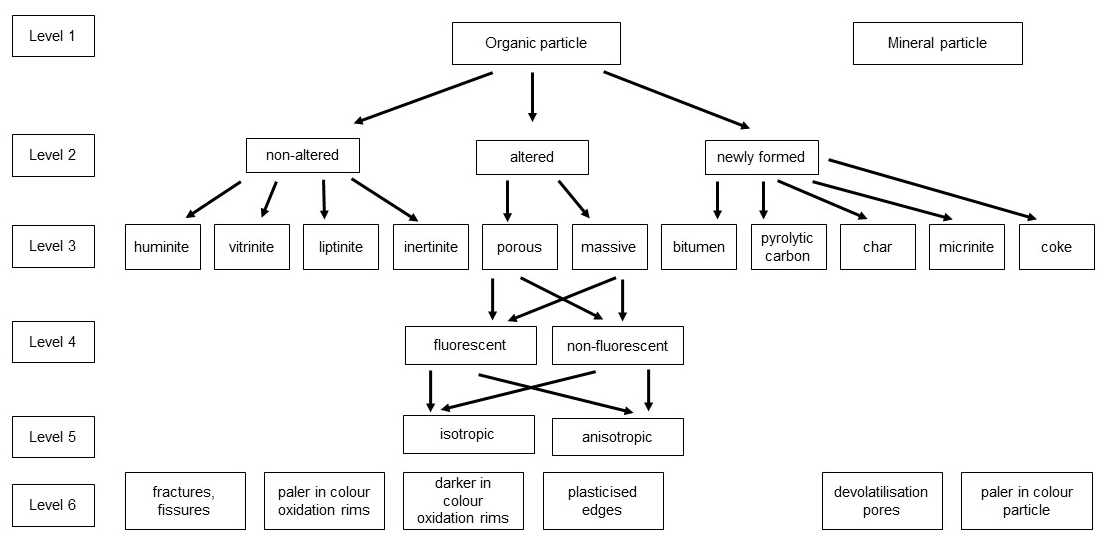 Level 1
Organic particle
Mineral particle
Level 2
non-altered
altered
newly formed
Level 3
huminite
vitrinite
liptinite
inertinite
porous
massive
bitumen
pyrolytic
carbon
char
micrinite
coke
Level 4
fluorescent
non-fluorescent
Level 5
isotropic
anisotropic
Level 6
fractures,
fissures
paler in colour
oxidation rims
darker in
colour
oxidation rims
plasticised
edges
devolatilisation
pores
paler in colour
particle